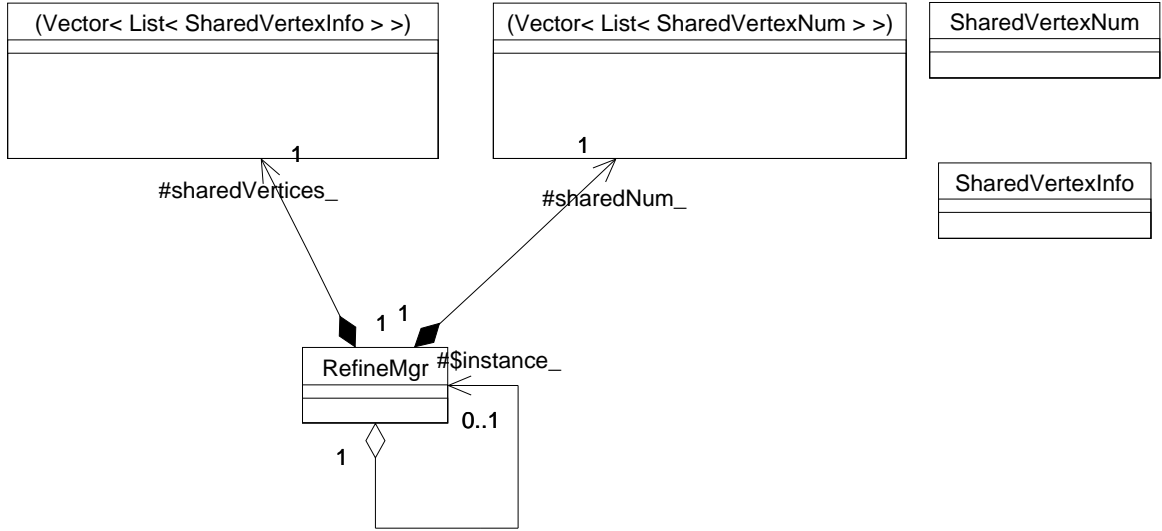 (Vector< List< SharedVertexInfo > >)
(Vector< List< SharedVertexNum > >)
SharedVertexNum
1
1
#sharedVertices_
#sharedNum_
SharedVertexInfo
1
1
RefineMgr
#$instance_
0..1
1